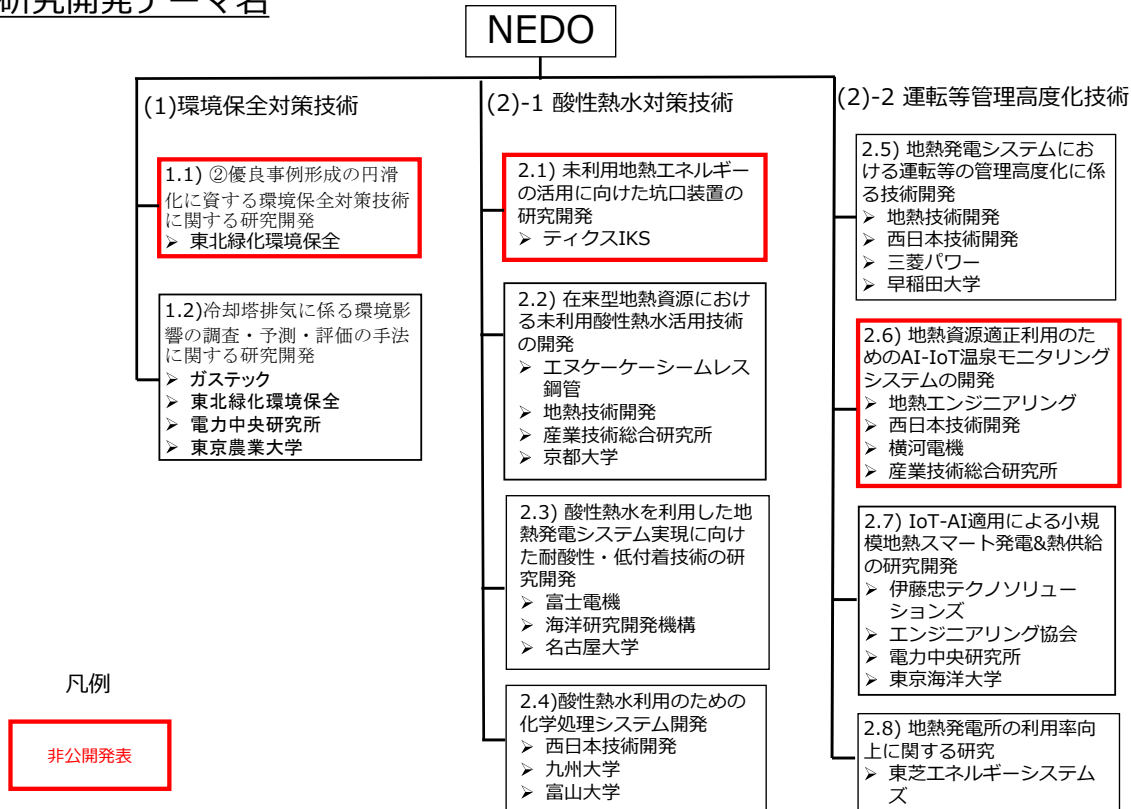 研究開発テーマ名
NEDO
(1)環境保全対策技術
1.1) ②優良事例形成の円滑
化に資する環境保全対策技術
に関する研究開発
➢ 東北緑化環境保全
1.2)冷却塔排気に係る環境影
響の調査・予測・評価の手法
に関する研究開発
➢ ガステック
➢ 東北緑化環境保全
➢ 電力中央研究所
➢ 東京農業大学
(2)-1 酸性熱水対策技術
2.1) 未利用地熱エネルギー
の活用に向けた坑口装置の
研究開発
➢ ティクスIKS
2.2) 在来型地熱資源におけ
る未利用酸性熱水活用技術
の開発
➢ エヌケーケーシームレス
鋼管
➢ 地熱技術開発
➢ 産業技術総合研究所
➢ 京都大学
2.3) 酸性熱水を利用した地
熱発電システム実現に向け
た耐酸性・低付着技術の研
究開発
➢ 富士電機
➢ 海洋研究開発機構
➢ 名古屋大学
2.4)酸性熱水利用のための
化学処理システム開発
➢ 西日本技術開発
➢ 九州大学
➢ 富山大学
(2)-2 運転等管理高度化技術
2.5) 地熱発電システムにお
ける運転等の管理高度化に係
る技術開発
➢ 地熱技術開発
➢ 西日本技術開発
➢ 三菱パワー
➢ 早稲田大学
2.6) 地熱資源適正利用のた
めのAI-IoT温泉モニタリング
システムの開発
➢ 地熱エンジニアリング
➢ 西日本技術開発
➢ 横河電機
➢ 産業技術総合研究所
2.7) IoT-AI適用による小規
模地熱スマート発電&熱供給
の研究開発
➢ 伊藤忠テクノソリュー
ションズ
➢ エンジニアリング協会
➢ 電力中央研究所
➢ 東京海洋大学
2.8) 地熱発電所の利用率向
上に関する研究
➢ 東芝エネルギーシステム
ズ
凡例
非公開発表